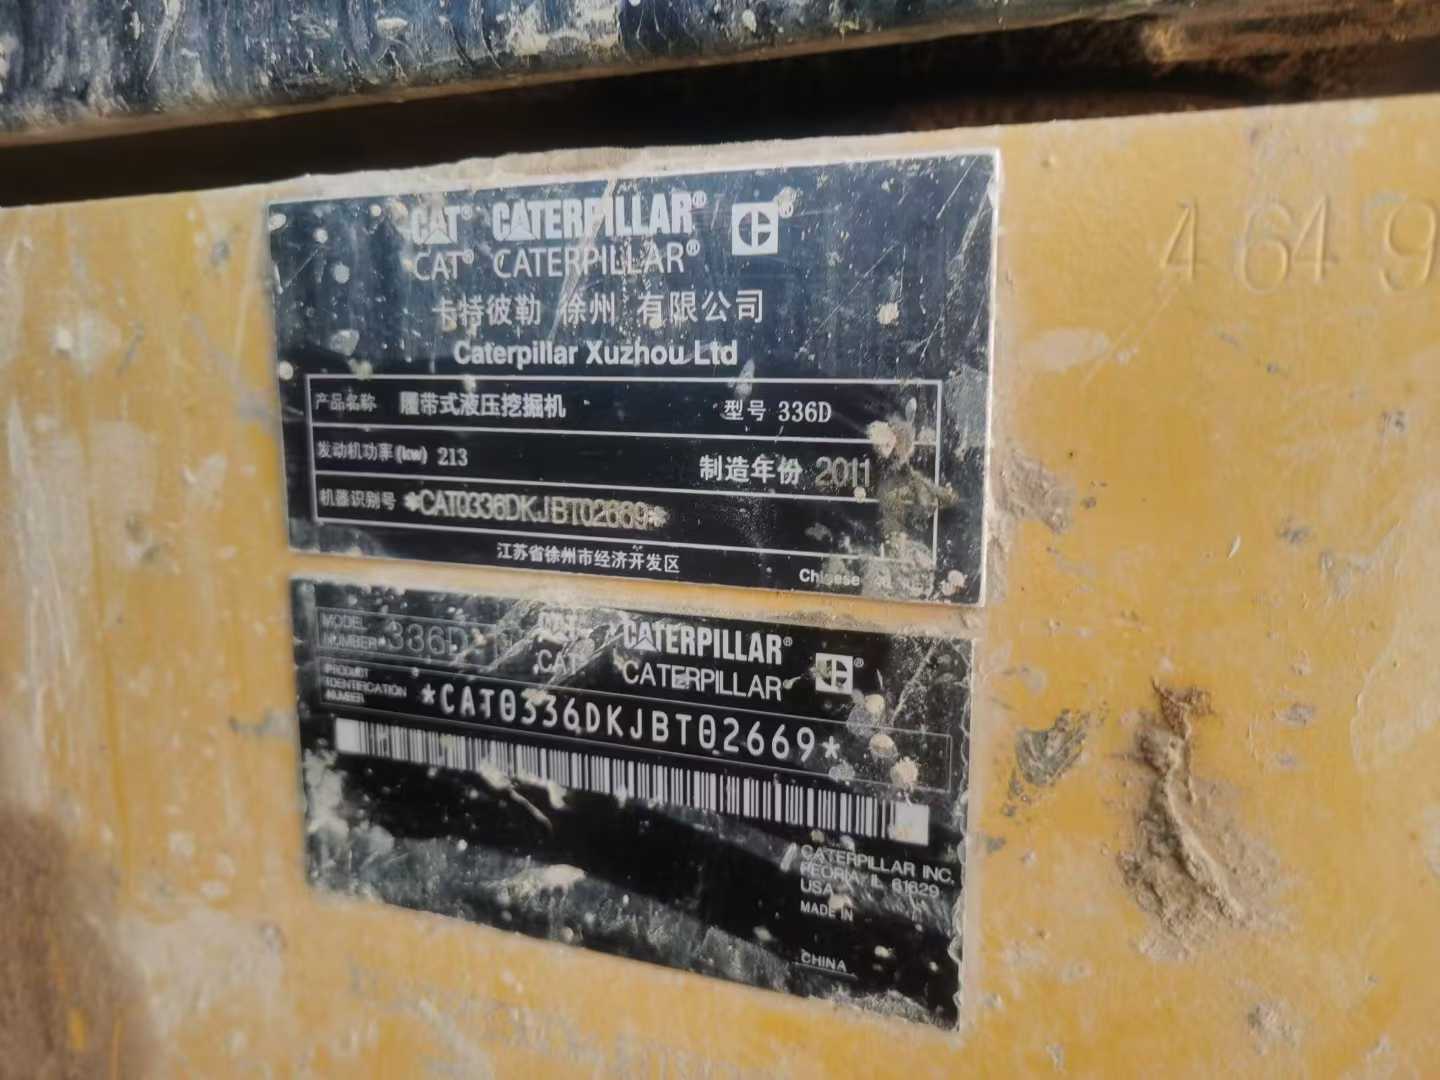 CAT® CATERPILLAR®
CAT® CATERPILLAR®
卡特彼勒 徐州 有限公司
Caterpillar Xuzhou Ltd
产品名称 履带式液压挖掘机 型号 336D
发动机功率(kw) 213 制造年份 2011
机器识别号 *CAT0336DKJBT02669*
江苏省徐州市经济开发区
Chinese
MODEL NUMBER 336D
CAT CATERPILLAR®
CAT CATERPILLAR®
PRODUCT IDENTIFICATION NUMBER *CAT0336DKJBT02669*
CATERPILLAR INC.
PEORIA, IL 61629
USA
MADE IN
CHINA
4649